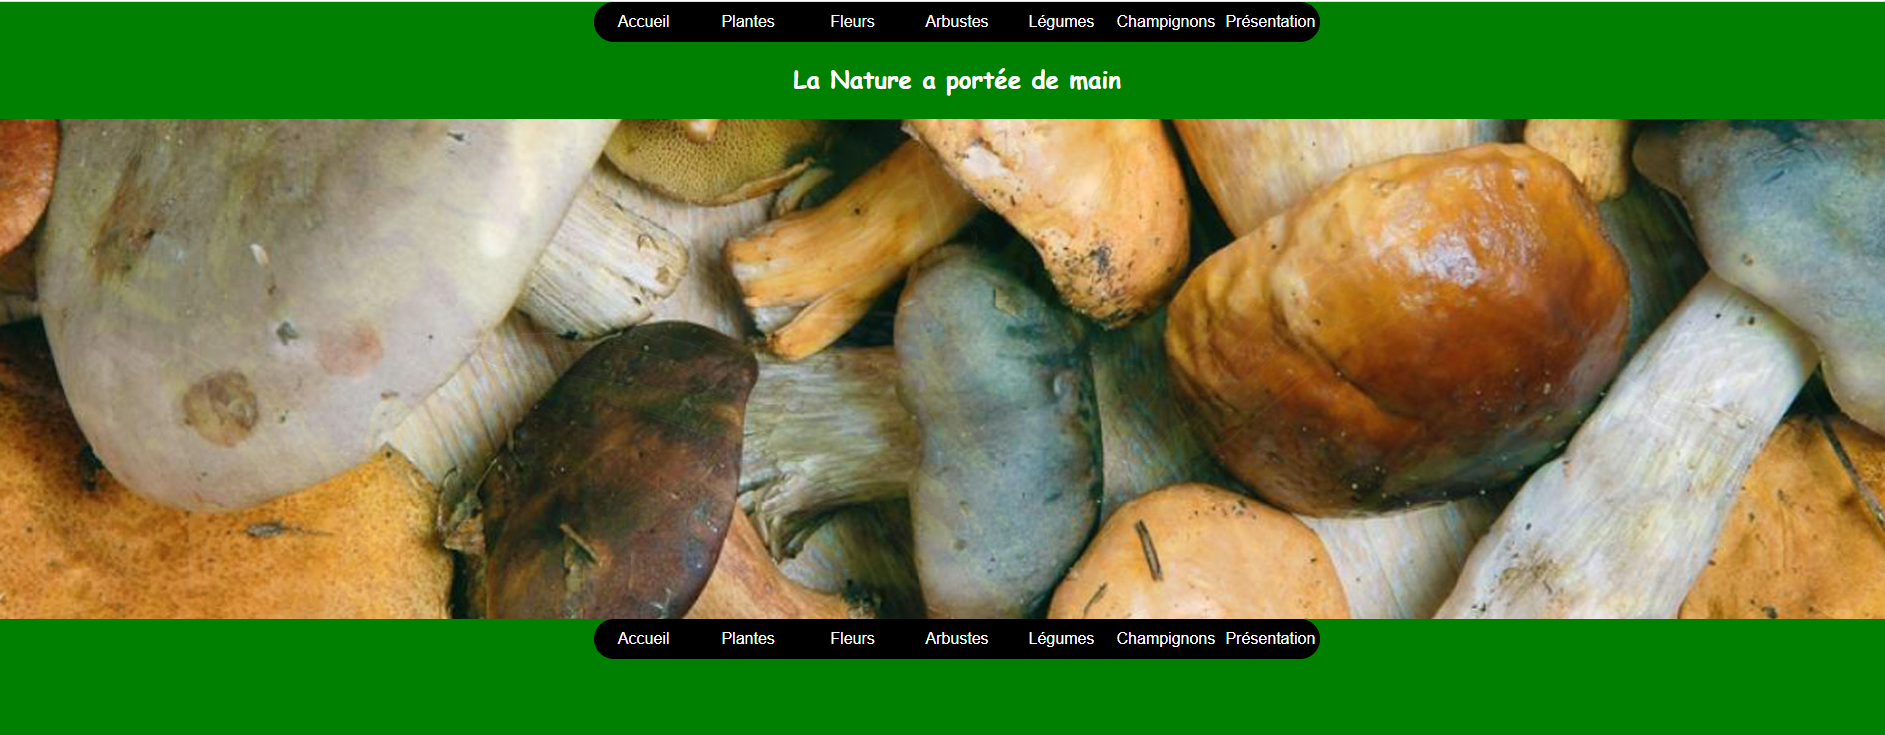 Accueil Plantes Fleurs Arbustes Légumes Champignons Présentation
La Nature a portée de main
Accueil Plantes Fleurs Arbustes Légumes Champignons Présentation